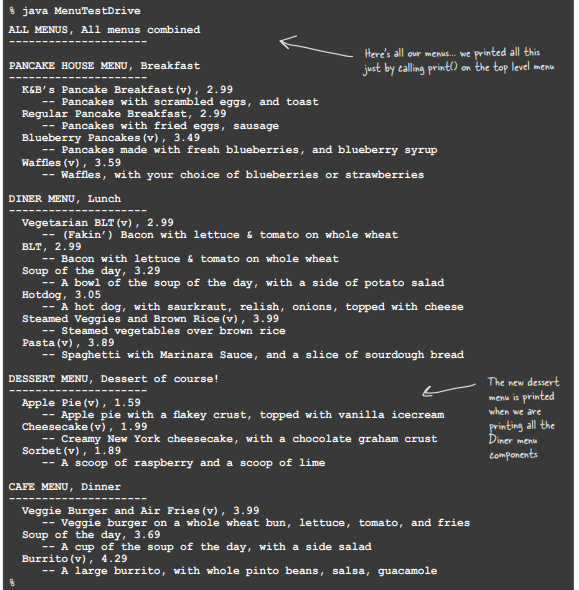 % java MenuTestDrive
ALL MENUS, All menus combined
---------------------
Here's all our menus... we printed all this
just by calling print() on the top level menu
PANCAKE HOUSE MENU, Breakfast
---------------------
K&B's Pancake Breakfast(v), 2.99
-- Pancakes with scrambled eggs, and toast
Regular Pancake Breakfast, 2.99
-- Pancakes with fried eggs, sausage
Blueberry Pancakes(v), 3.49
-- Pancakes made with fresh blueberries, and blueberry syrup
Waffles(v), 3.59
-- Waffles, with your choice of blueberries or strawberries
DINER MENU, Lunch
---------------------
Vegetarian BLT(v), 2.99
-- (Fakin') Bacon with lettuce & tomato on whole wheat
BLT, 2.99
-- Bacon with lettuce & tomato on whole wheat
Soup of the day, 3.29
-- A bowl of the soup of the day, with a side of potato salad
Hotdog, 3.05
-- A hot dog, with saurkraut, relish, onions, topped with cheese
Steamed Veggies and Brown Rice(v), 3.99
-- Steamed vegetables over brown rice
Pasta(v), 3.89
-- Spaghetti with Marinara Sauce, and a slice of sourdough bread
DESSERT MENU, Dessert of course!
---------------------
Apple Pie(v), 1.59
-- Apple pie with a flakey crust, topped with vanilla icecream
Cheesecake(v), 1.99
-- Creamy New York cheesecake, with a chocolate graham crust
Sorbet(v), 1.89
-- A scoop of raspberry and a scoop of lime
The new dessert
menu is printed
when we are
printing all the
Diner menu
components
CAFE MENU, Dinner
---------------------
Veggie Burger and Air Fries(v), 3.99
-- Veggie burger on a whole wheat bun, lettuce, tomato, and fries
Soup of the day, 3.69
-- A cup of the soup of the day, with a side salad
Burrito(v), 4.29
-- A large burrito, with whole pinto beans, salsa, guacamole
%